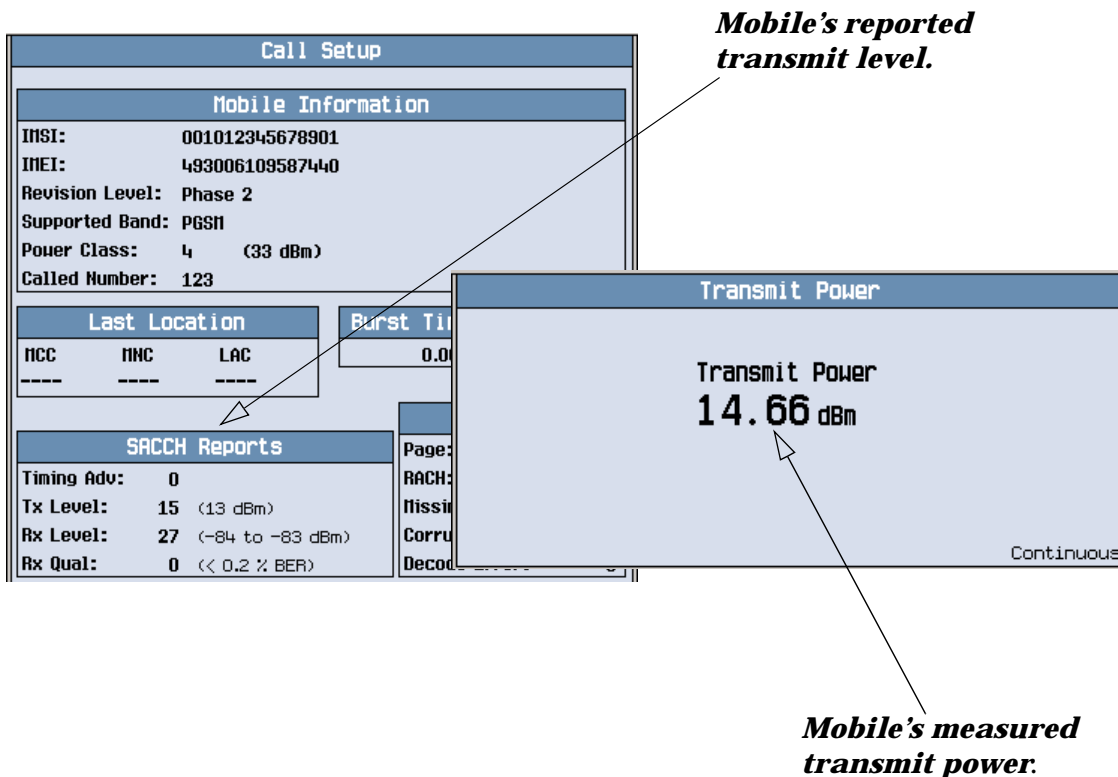 Mobile's reported
transmit level.
Call Setup
Mobile Information
IMSI: 001012345678901
IMEI: 493006109587440
Revision Level: Phase 2
Supported Band: PGSM
Power Class: 4 (33 dBm)
Called Number: 123
Last Location
MCC MNC LAC
---- ---- ----
Burst
0.0
SACCH Reports
Timing Adv: 0
Tx Level: 15 (13 dBm)
Rx Level: 27 (-84 to -83 dBm)
Rx Qual: 0 (< 0.2 % BER)
Page:
RACH:
Transmit Power
Transmit Power
14.66 dBm
Continuous
Mobile's measured
transmit power.